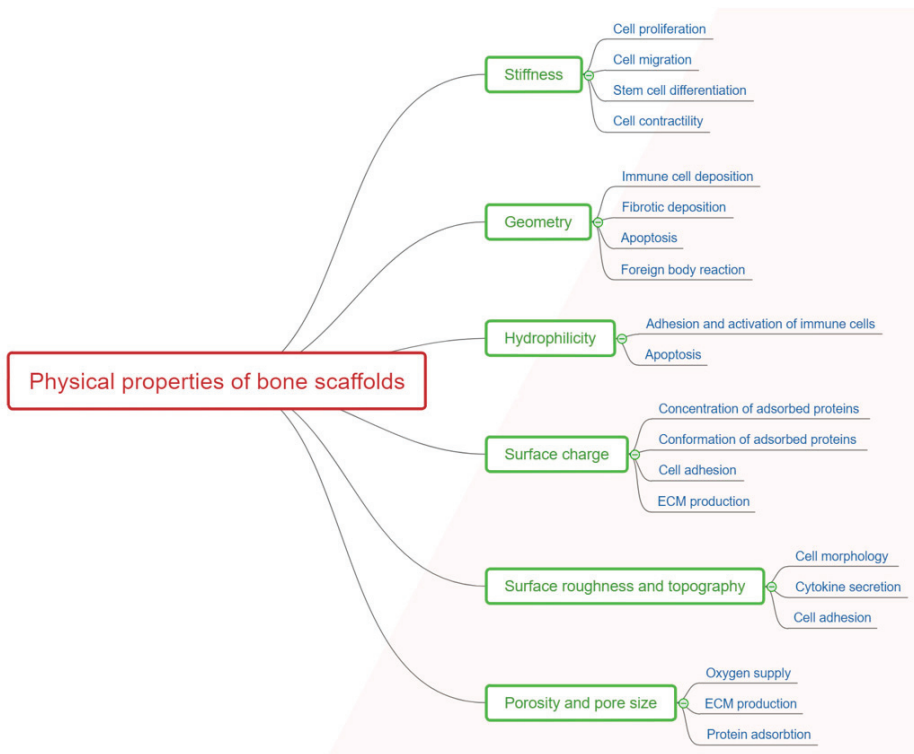 Physical properties of bone scaffolds
Stiffness
Cell proliferation
Cell migration
Stem cell differentiation
Cell contractility
Geometry
Immune cell deposition
Fibrotic deposition
Apoptosis
Foreign body reaction
Hydrophilicity
Adhesion and activation of immune cells
Apoptosis
Surface charge
Concentration of adsorbed proteins
Conformation of adsorbed proteins
Cell adhesion
ECM production
Surface roughness and topography
Cell morphology
Cytokine secretion
Cell adhesion
Porosity and pore size
Oxygen supply
ECM production
Protein adsorbtion